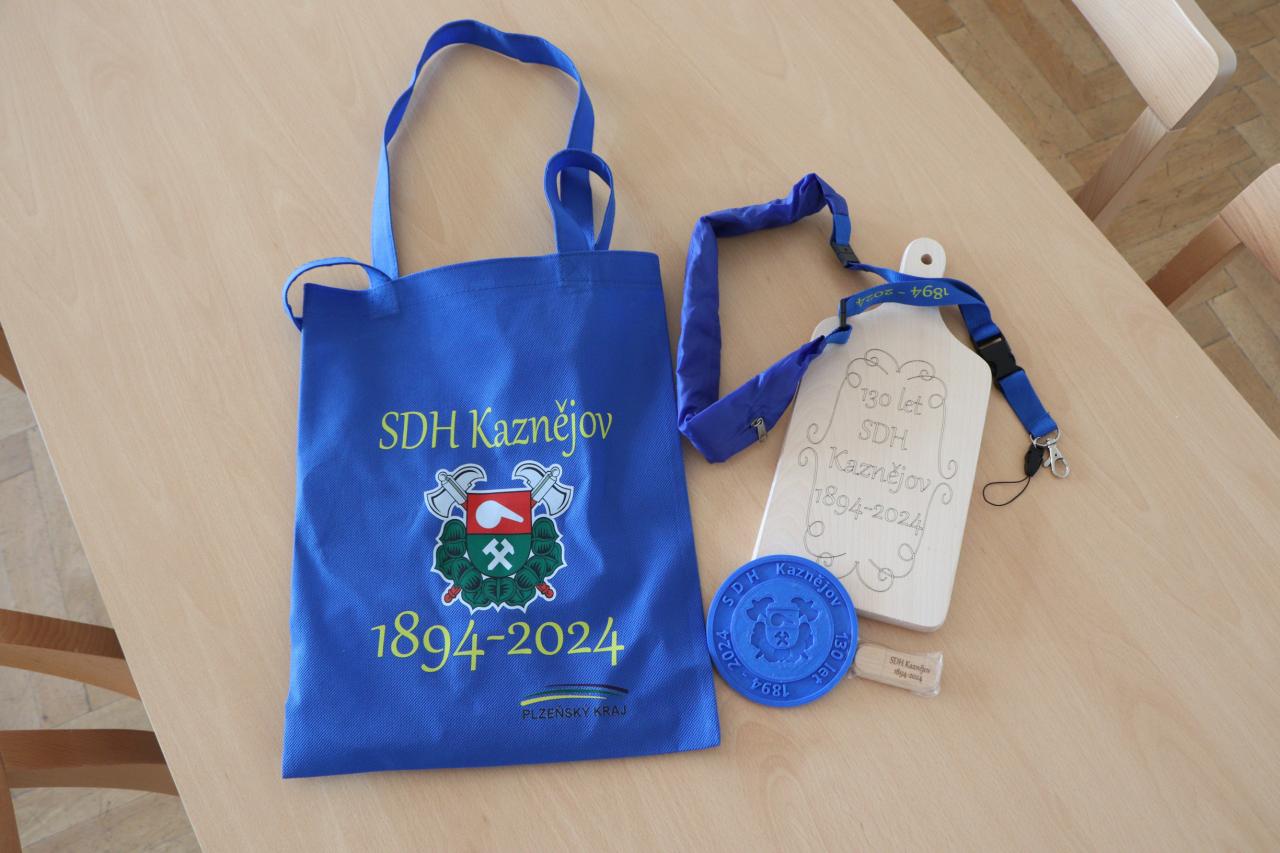 SDH Kaznějov
1894-2024
PLZEŇSKÝ KRAJ
1894 - 2024
130 let
SDH
Kaznějov
1894-2024
SDH Kaznějov
130 let
1894 - 2024
SDH Kaznějov
1894-2024